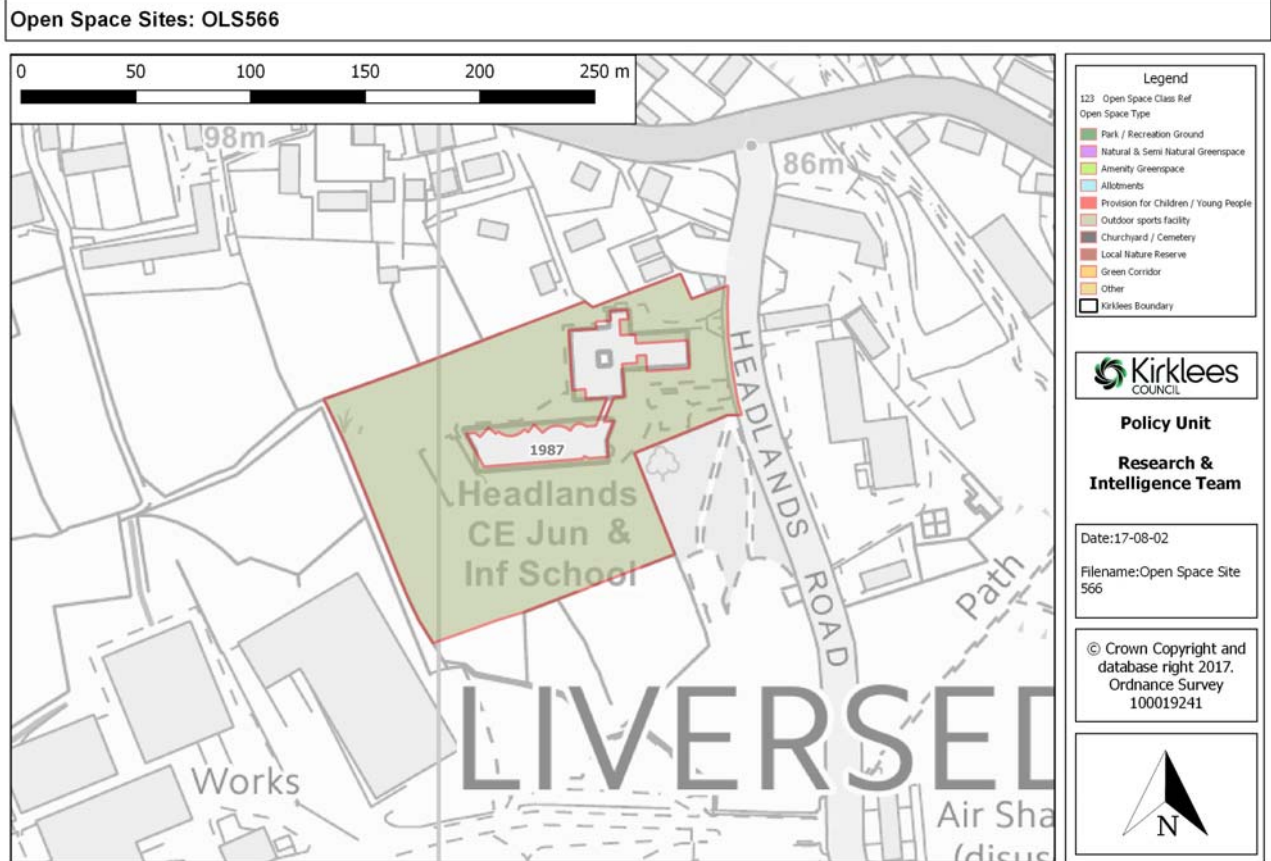 Open Space Sites: OLS566
0 50 100 150 200 250 m
98m
86m
HEADLANDS ROAD
1987
Headlands
CE Jun &
Inf School
Path
LIVERSED
Works
Air Sha
(disus
Legend
123 Open Space Class Ref
Open Space Type
Park / Recreation Ground
Natural & Semi Natural Greenspace
Amenity Greenspace
Allotments
Provision for Children / Young People
Outdoor sports facility
Churchyard / Cemetery
Local Nature Reserve
Green Corridor
Other
Kirklees Boundary
Kirklees
COUNCIL
Policy Unit
Research &
Intelligence Team
Date:17-08-02
Filename:Open Space Site
566
© Crown Copyright and
database right 2017.
Ordnance Survey
100019241
N